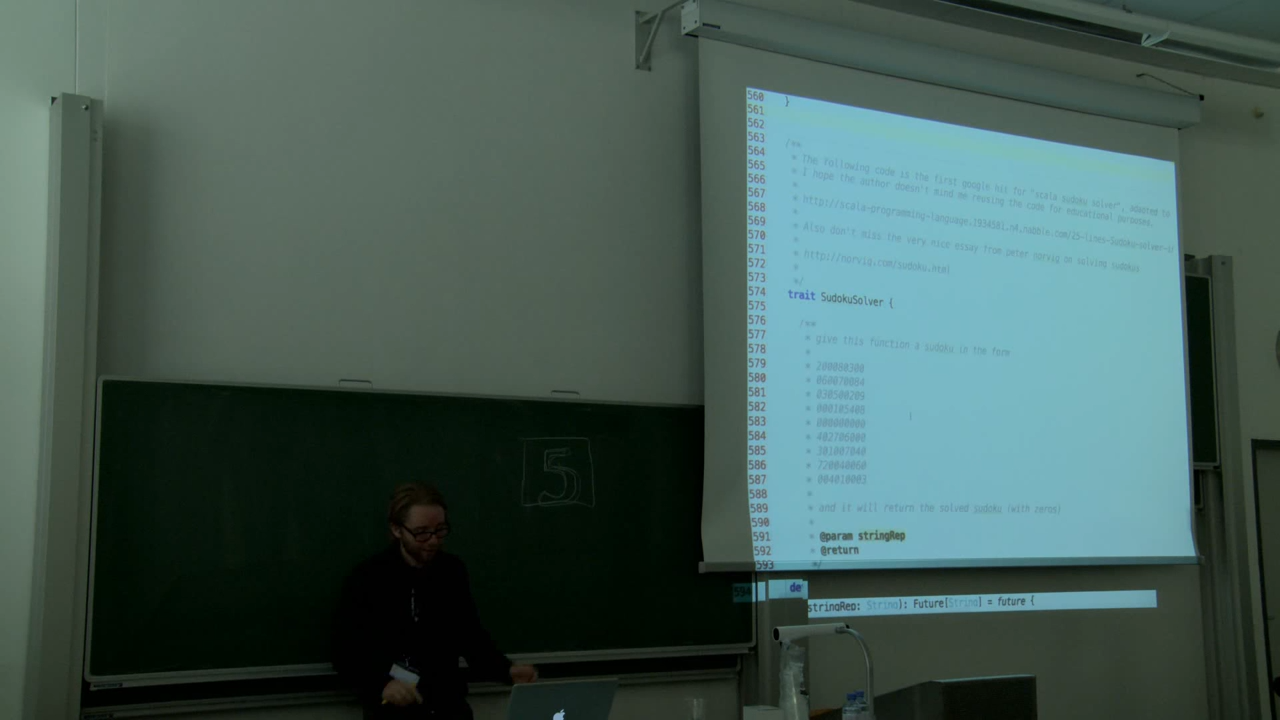 560 }
561
562
563 /**
564 * The following code is the first google hit for "scala sudoku solver", adapted to
565 * I hope the author doesn't mind me reusing the code for educational purposes.
566 *
567 * http://scala-programming-language.1934581.n4.nabble.com/25-lines-Sudoku-solver-in
568 *
569 * Also don't miss the very nice essay from peter norvig on solving sudokus
570 *
571 * http://norvig.com/sudoku.html
572 *
573 */
574 trait SudokuSolver {
575
576 /**
577 * give this function a sudoku in the form
578 *
579 * 200080300
580 * 060070084
581 * 030500209
582 * 000105408
583 * 000000000
584 * 402706000
585 * 301007040
586 * 720040060
587 * 004010003
588 *
589 * and it will return the solved sudoku (with zeros)
590 *
591 * @param stringRep
592 * @return
593 */
594 de stringRep: String): Future[String] = future {
5